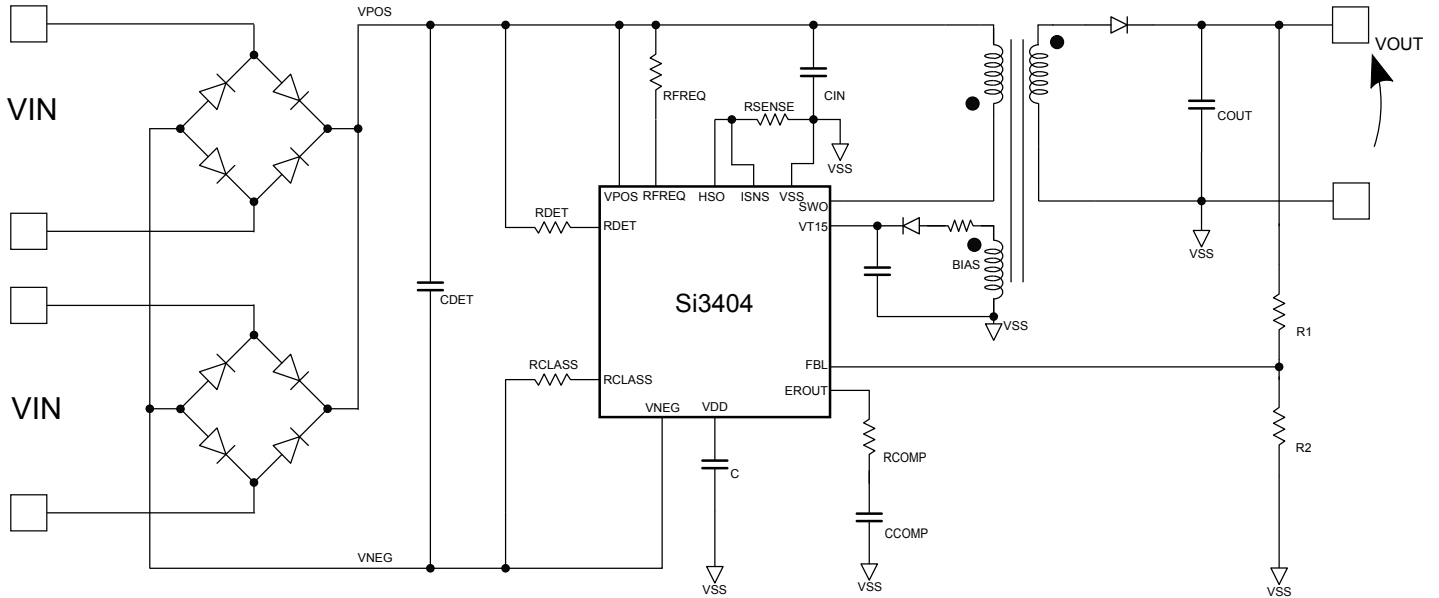 VPOS
VOUT
VIN
RFREQ
CIN
RSENSE
COUT
VSS
VPOS
RFREQ
HSO
ISNS
VSS
SWO
RDET
RDET
VT15
BIAS
VSS
CDET
Si3404
VSS
R1
RCLASS
RCLASS
FBL
EROUT
VIN
VNEG
VDD
RCOMP
R2
C
CCOMP
VNEG
VSS
VSS
VSS